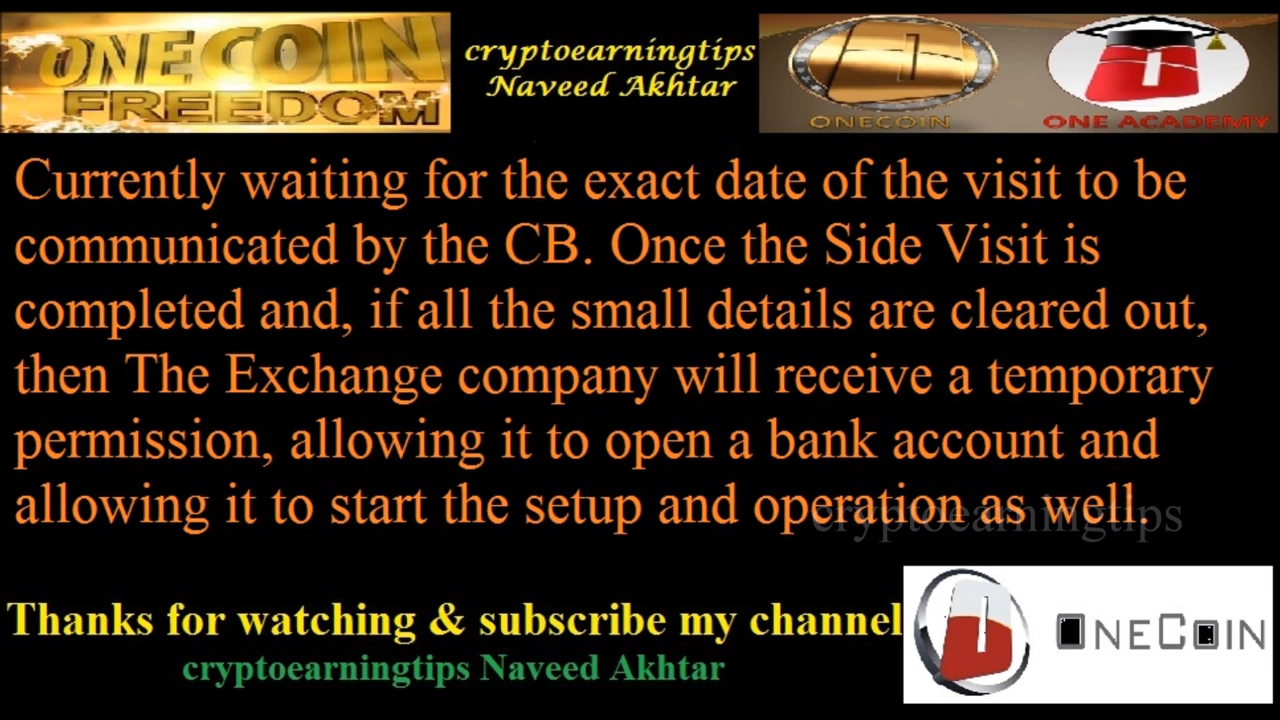 ONE COIN
FREEDOM
cryptoearningtips
Naveed Akhtar
ONECOIN
ONE ACADEMY
Currently waiting for the exact date of the visit to be
communicated by the CB. Once the Side Visit is
completed and, if all the small details are cleared out,
then The Exchange company will receive a temporary
permission, allowing it to open a bank account and
allowing it to start the setup and operation as well.
cryptoearningtips
Thanks for watching & subscribe my channel
cryptoearningtips Naveed Akhtar
ONECOIN